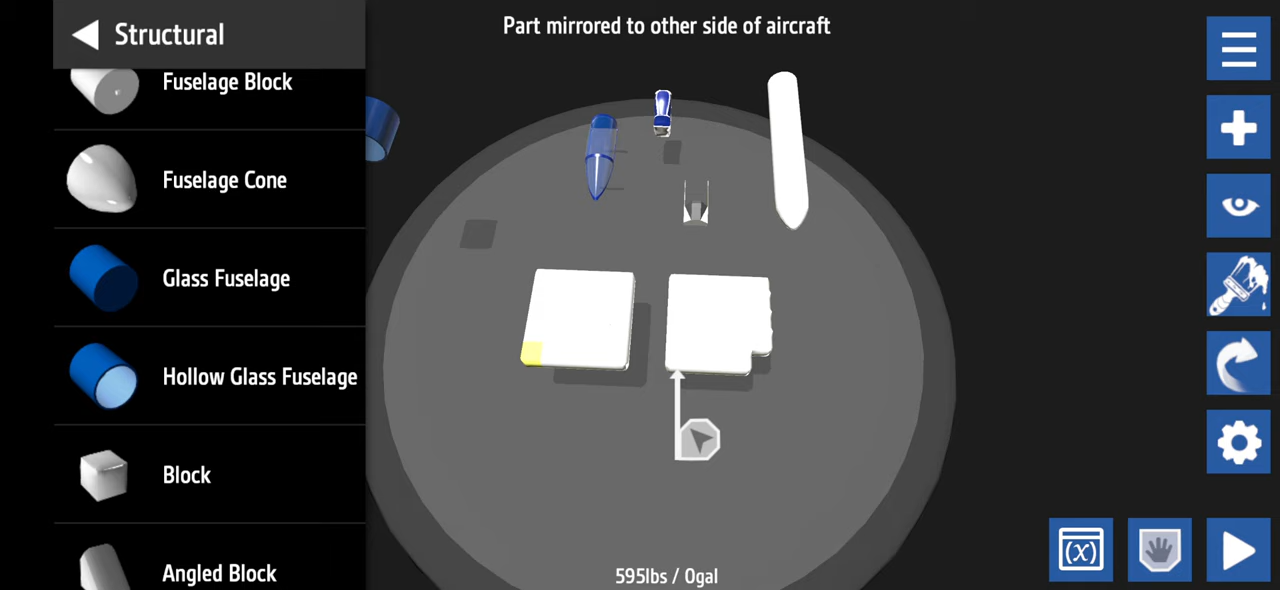 Structural
Part mirrored to other side of aircraft
Fuselage Block
Fuselage Cone
Glass Fuselage
Hollow Glass Fuselage
Block
Angled Block
(x)
595lbs / 0gal